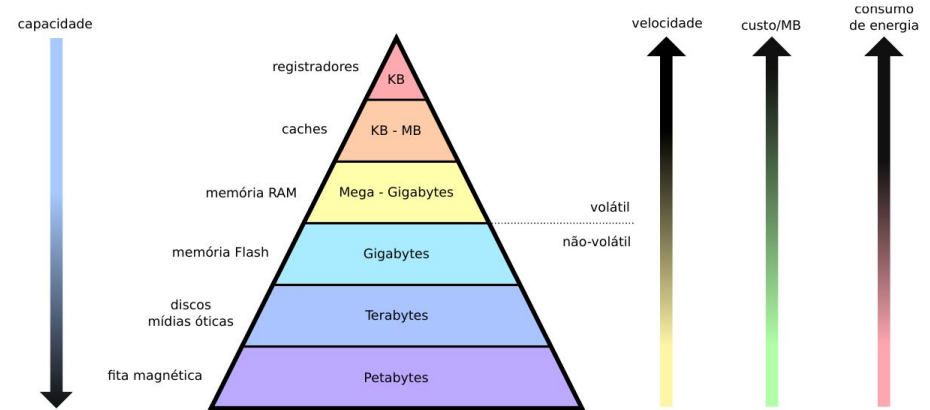 capacidade
velocidade
custo/MB
consumo
de energia
registradores
KB
caches
KB - MB
memória RAM
Mega - Gigabytes
volátil
não-volátil
memória Flash
Gigabytes
discos
mídias óticas
Terabytes
fita magnética
Petabytes